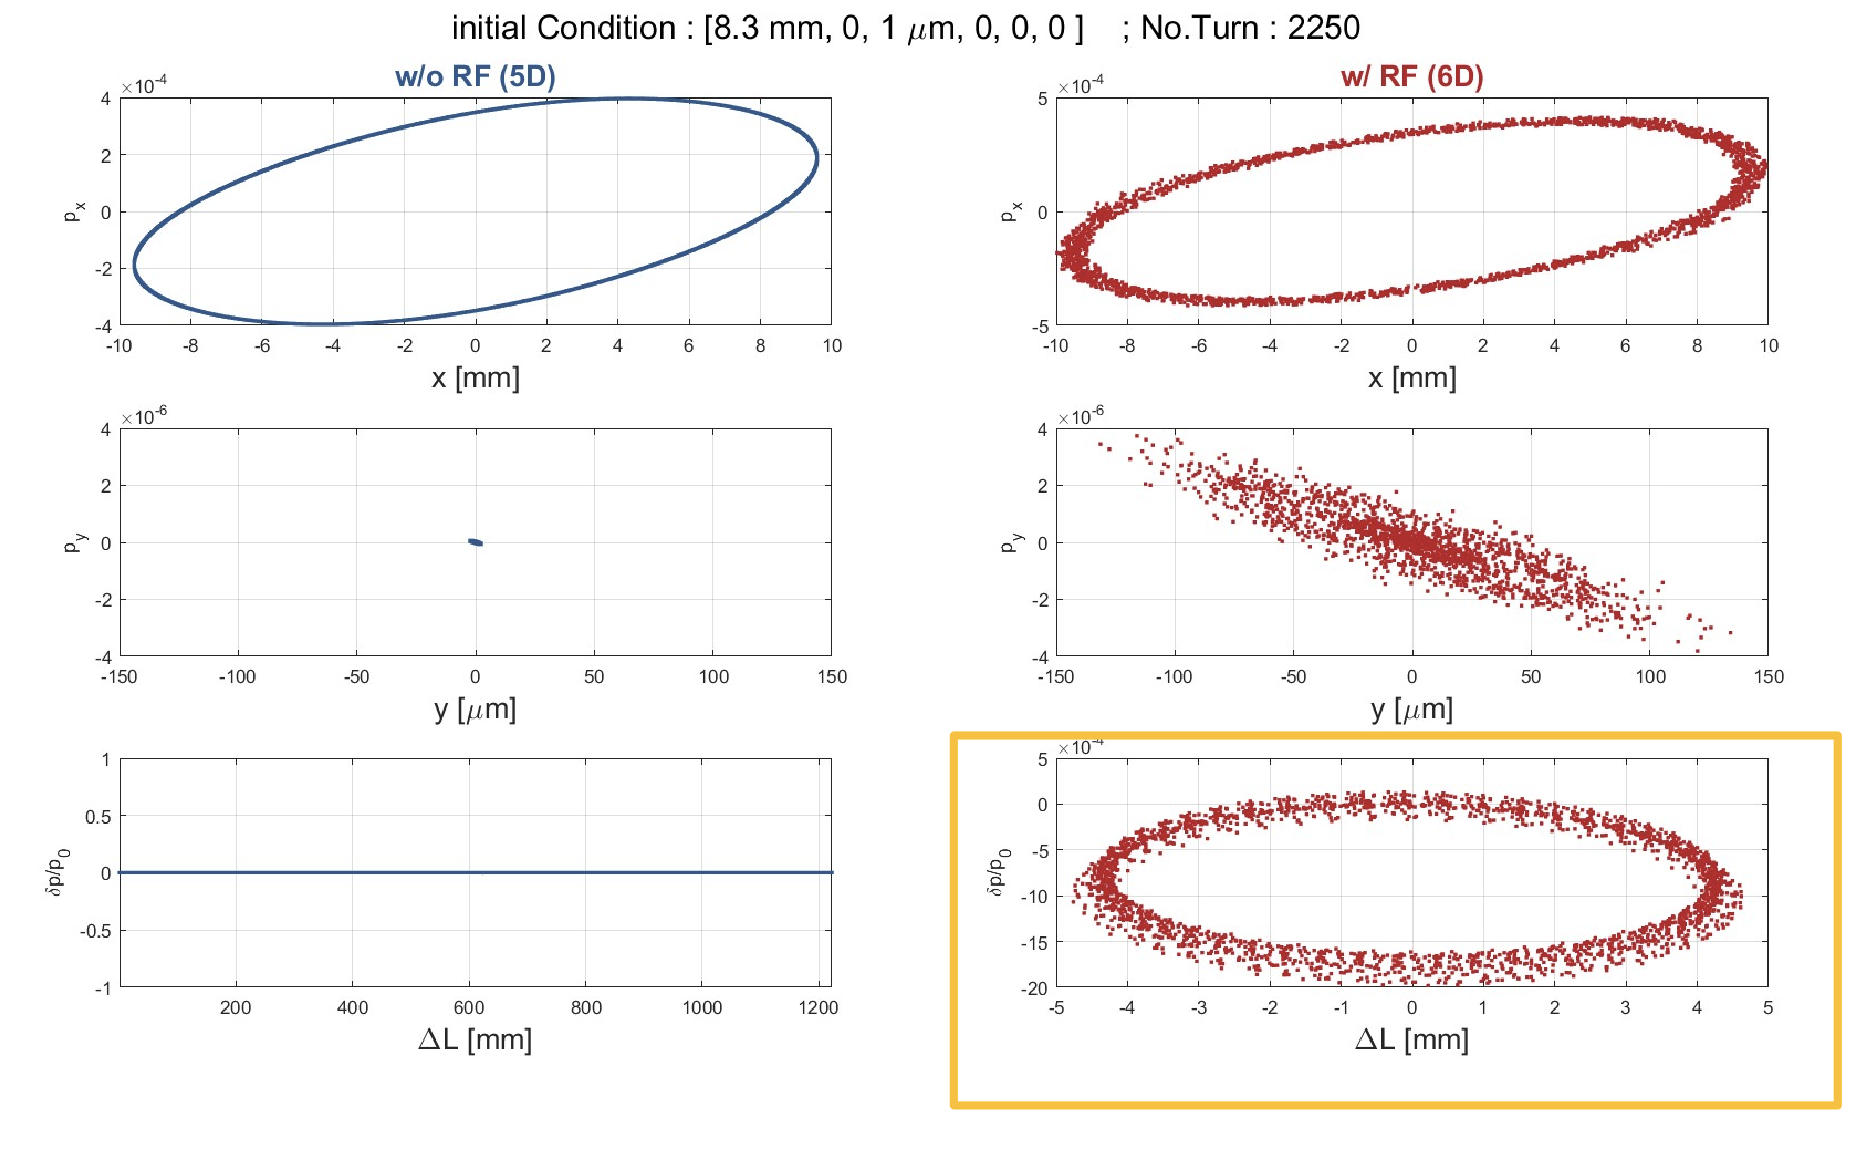 initial Condition : [8.3 mm, 0, 1 μm, 0, 0, 0 ] ; No.Turn : 2250
w/o RF (5D)
×10⁻⁴
4
2
0
-2
-4
pₓ
-10 -8 -6 -4 -2 0 2 4 6 8 10
x [mm]
w/ RF (6D)
×10⁻⁴
5
0
-5
pₓ
-10 -8 -6 -4 -2 0 2 4 6 8 10
x [mm]
×10⁻⁶
4
2
0
-2
-4
p_y
-150 -100 -50 0 50 100 150
y [μm]
×10⁻⁶
4
2
0
-2
-4
p_y
-150 -100 -50 0 50 100 150
y [μm]
1
0.5
0
-0.5
-1
δp/p₀
200 400 600 800 1000 1200
ΔL [mm]
×10⁻⁴
5
0
-5
-10
-15
-20
δp/p₀
-5 -4 -3 -2 -1 0 1 2 3 4 5
ΔL [mm]